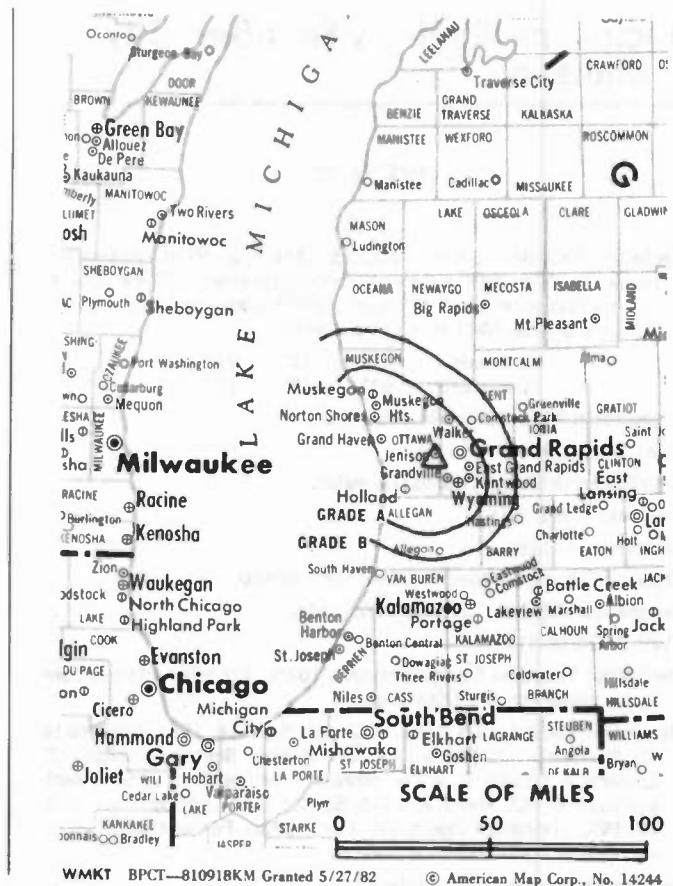 Oconto
Sturgeon Bay
DOOR
BROWN
KEWAUNEE
Green Bay
Allouez
De Pere
Kaukauna
MANITOWOC
Two Rivers
Manitowoc
SHEBOYGAN
Plymouth
Sheboygan
OZAUKEE
Port Washington
Cedarburg
Mequon
MILWAUKEE
Milwaukee
RACINE
Racine
Burlington
KENOSHA
Kenosha
Zion
Waukegan
North Chicago
LAKE
Highland Park
COOK
Evanston
DU PAGE
Chicago
Cicero
Hammond
Gary
Joliet
WILL
Hobart
Cedar Lake
LAKE
Valparaiso
PORTER
KANKAKEE
Bradley
JASPER
STARKE
LAKE MICHIGA
LEELANAU
Traverse City
CRAWFORD
BENZIE
GRAND
TRAVERSE
KALKASKA
MANISTEE
WEXFORD
ROSCOMMON
Manistee
Cadillac
MISSAUKEE
MASON
LAKE
OSCEOLA
CLARE
GLADWIN
Ludington
OCEANA
NEWAYGO
MECOSTA
ISABELLA
MIDLAND
Big Rapids
Mt. Pleasant
MUSKEGON
MONTCALM
Alma
Muskegon
Muskegon
Hts.
KENT
Greenville
GRATIOT
Norton Shores
Comstock Park
IONIA
Grand Haven
OTTAWA
Walker
Jenison
Grand Rapids
Grandville
East Grand Rapids
Kentwood
CLINTON
East
Lansing
Holland
Wyoming
GRADE A
ALLEGAN
Hastings
Grand Ledge
GRADE B
Allegan
BARRY
Charlotte
EATON
Holt
INGH
South Haven
VAN BUREN
Eastwood
Comstock
Westwood
Battle Creek
JACK
Kalamazoo
Portage
Lakeview
Marshall
Albion
Benton
Harbor
KALAMAZOO
CALHOUN
Spring
Arbor
Jack
St. Joseph
Benton Central
BERRIEN
Dowagiac
ST. JOSEPH
Three Rivers
Coldwater
Hillsdale
Niles
CASS
Sturgis
BRANCH
HILLSDALE
Michigan
City
South Bend
STEUBEN
WILLIAMS
La Porte
Mishawaka
Elkhart
LAGRANGE
Angola
Chesterton
LA PORTE
ST JOSEPH
Goshen
ELKHART
DE KALB
Bryan
SCALE OF MILES
0 50 100
WMKT BPCT—810918KM Granted 5/27/82 © American Map Corp., No. 14244